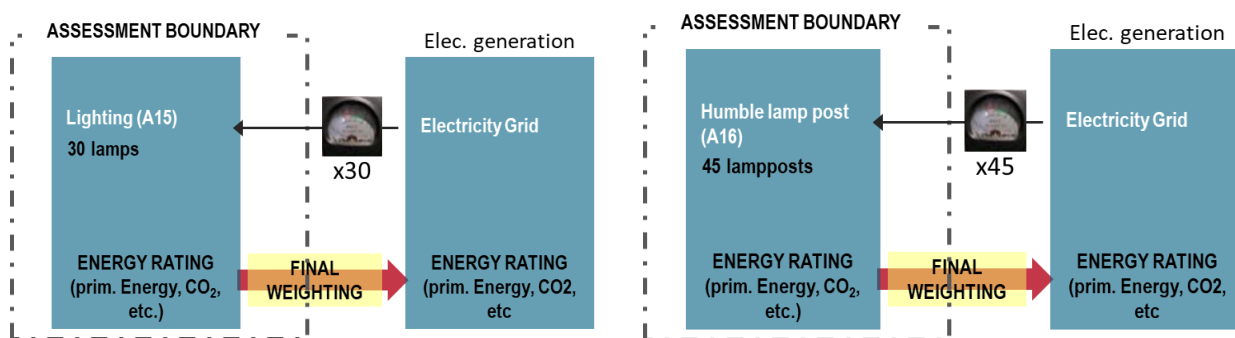 ASSESSMENT BOUNDARY
Elec. generation
Lighting (A15)
30 lamps
x30
Electricity Grid
ENERGY RATING
(prim. Energy, CO₂,
etc.)
FINAL
WEIGHTING
ENERGY RATING
(prim. Energy, CO2,
etc
ASSESSMENT BOUNDARY
Elec. generation
Humble lamp post
(A16)
45 lampposts
x45
Electricity Grid
ENERGY RATING
(prim. Energy, CO₂,
etc.)
FINAL
WEIGHTING
ENERGY RATING
(prim. Energy, CO2,
etc